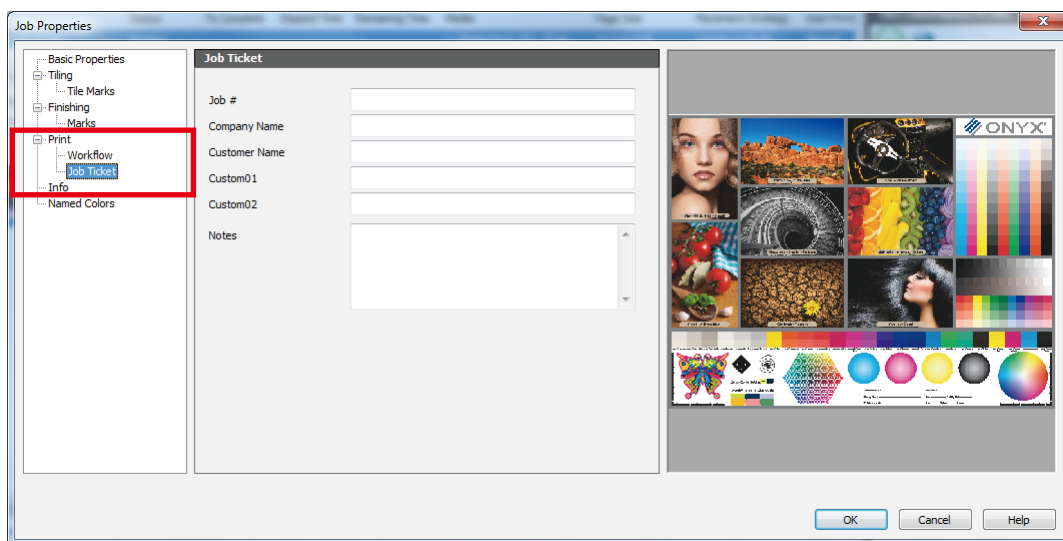 Job Properties
Basic Properties
Tiling
Tile Marks
Finishing
Marks
Print
Workflow
Job Ticket
Info
Named Colors
Job Ticket
Job #
Company Name
Customer Name
Custom01
Custom02
Notes
ONYX
OK
Cancel
Help